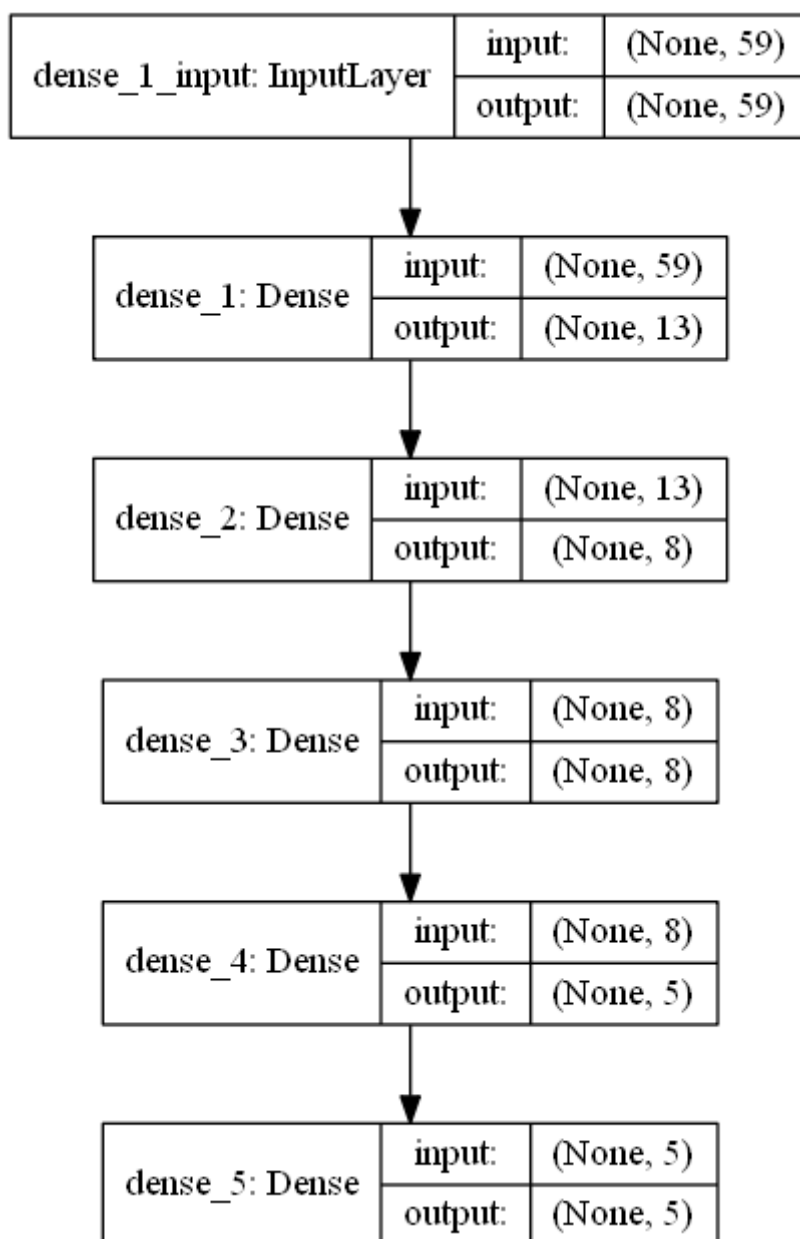 dense_1_input: InputLayer
input: (None, 59)
output: (None, 59)
dense_1: Dense
input: (None, 59)
output: (None, 13)
dense_2: Dense
input: (None, 13)
output: (None, 8)
dense_3: Dense
input: (None, 8)
output: (None, 8)
dense_4: Dense
input: (None, 8)
output: (None, 5)
dense_5: Dense
input: (None, 5)
output: (None, 5)